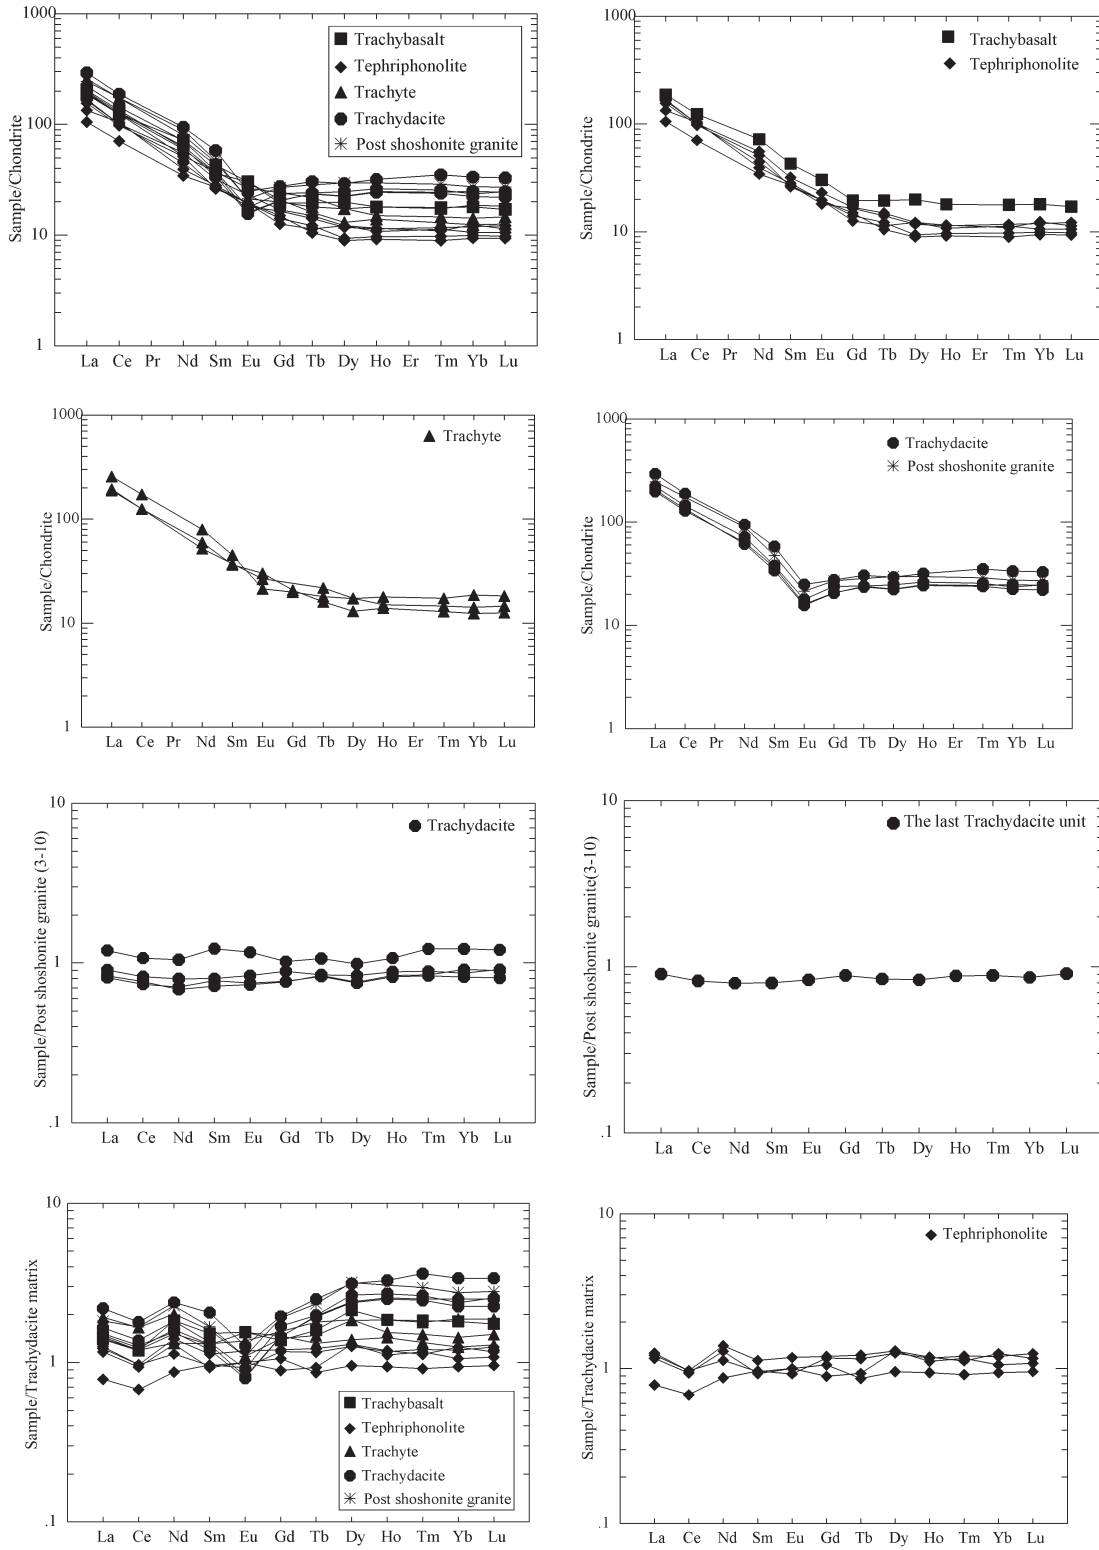 1000
100
10
1
Sample/Chondrite
Trachybasalt
Tephriphonolite
Trachyte
Trachydacite
Post shoshonite granite
La Ce Pr Nd Sm Eu Gd Tb Dy Ho Er Tm Yb Lu
1000
100
10
1
Sample/Chondrite
Trachybasalt
Tephriphonolite
La Ce Pr Nd Sm Eu Gd Tb Dy Ho Er Tm Yb Lu
1000
100
10
1
Sample/Chondrite
Trachyte
La Ce Pr Nd Sm Eu Gd Tb Dy Ho Er Tm Yb Lu
1000
100
10
1
Sample/Chondrite
Trachydacite
Post shoshonite granite
La Ce Pr Nd Sm Eu Gd Tb Dy Ho Er Tm Yb Lu
10
1
.1
Sample/Post shoshonite granite (3-10)
Trachydacite
La Ce Nd Sm Eu Gd Tb Dy Ho Tm Yb Lu
10
1
.1
Sample/Post shoshonite granite(3-10)
The last Trachydacite unit
La Ce Nd Sm Eu Gd Tb Dy Ho Tm Yb Lu
10
1
.1
Sample/Trachydacite matrix
Trachybasalt
Tephriphonolite
Trachyte
Trachydacite
Post shoshonite granite
La Ce Nd Sm Eu Gd Tb Dy Ho Tm Yb Lu
10
1
.1
Sample/Trachydacite matrix
Tephriphonolite
La Ce Nd Sm Eu Gd Tb Dy Ho Tm Yb Lu